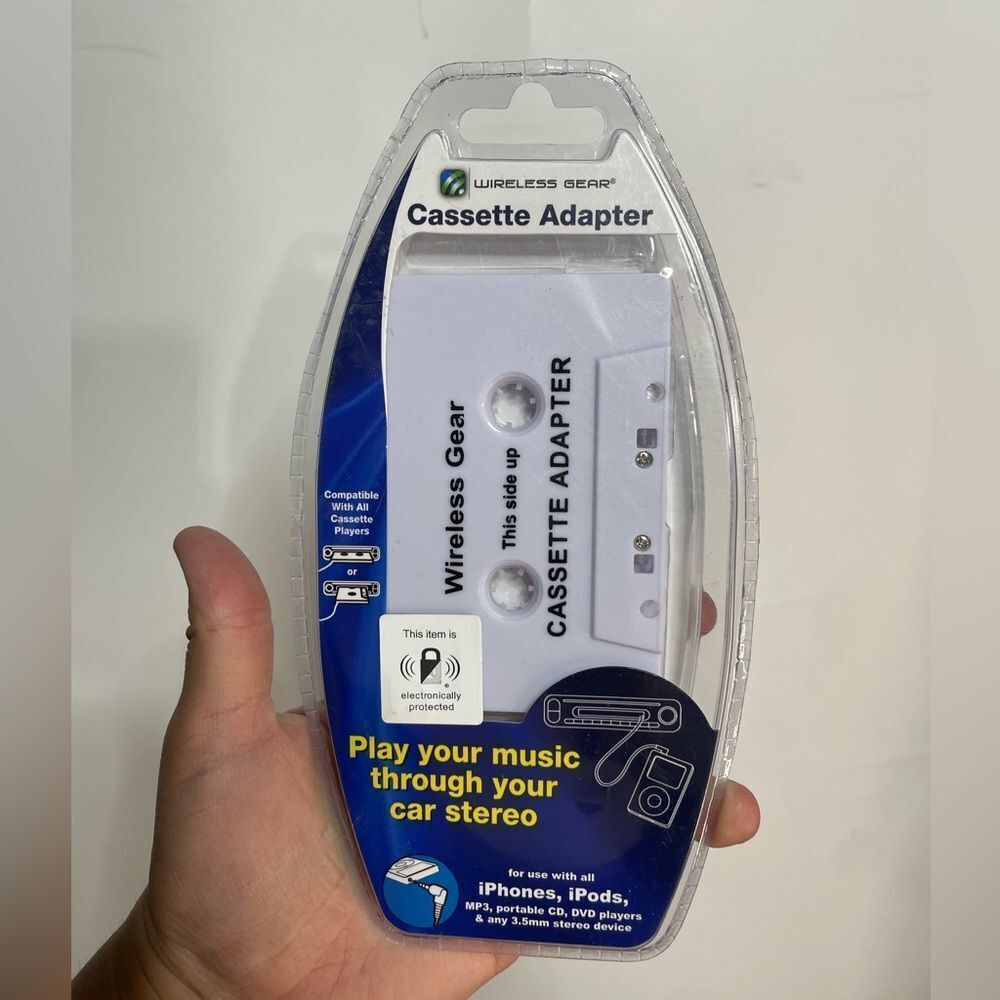 WIRELESS GEAR®
Cassette Adapter
Wireless Gear
This side up
CASSETTE ADAPTER
Compatible
With All
Cassette
Players
or
This item is
®
electronically
protected
Play your music
through your
car stereo
for use with all
iPhones, iPods,
MP3, portable CD, DVD players
& any 3.5mm stereo device